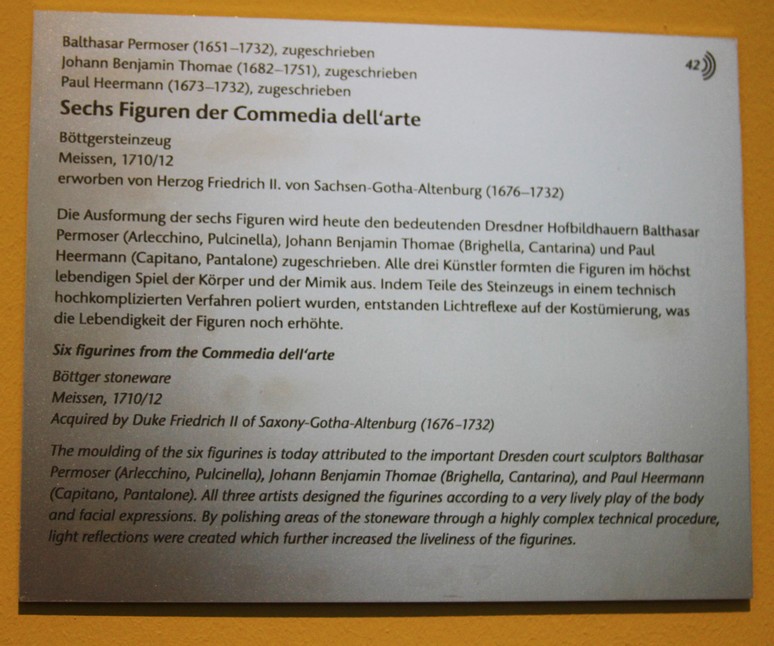 Balthasar Permoser (1651–1732), zugeschrieben
Johann Benjamin Thomae (1682–1751), zugeschrieben
Paul Heermann (1673–1732), zugeschrieben
42
Sechs Figuren der Commedia dell'arte
Böttgersteinzeug
Meissen, 1710/12
erworben von Herzog Friedrich II. von Sachsen-Gotha-Altenburg (1676–1732)
Die Ausformung der sechs Figuren wird heute den bedeutenden Dresdner Hofbildhauern Balthasar
Permoser (Arlecchino, Pulcinella), Johann Benjamin Thomae (Brighella, Cantarina) und Paul
Heermann (Capitano, Pantalone) zugeschrieben. Alle drei Künstler formten die Figuren im höchst
lebendigen Spiel der Körper und der Mimik aus. Indem Teile des Steinzeugs in einem technisch
hochkomplizierten Verfahren poliert wurden, entstanden Lichtreflexe auf der Kostümierung, was
die Lebendigkeit der Figuren noch erhöhte.
Six figurines from the Commedia dell'arte
Böttger stoneware
Meissen, 1710/12
Acquired by Duke Friedrich II of Saxony-Gotha-Altenburg (1676-1732)
The moulding of the six figurines is today attributed to the important Dresden court sculptors Balthasar
Permoser (Arlecchino, Pulcinella), Johann Benjamin Thomae (Brighella, Cantarina), and Paul Heermann
(Capitano, Pantalone). All three artists designed the figurines according to a very lively play of the body
and facial expressions. By polishing areas of the stoneware through a highly complex technical procedure,
light reflections were created which further increased the liveliness of the figurines.